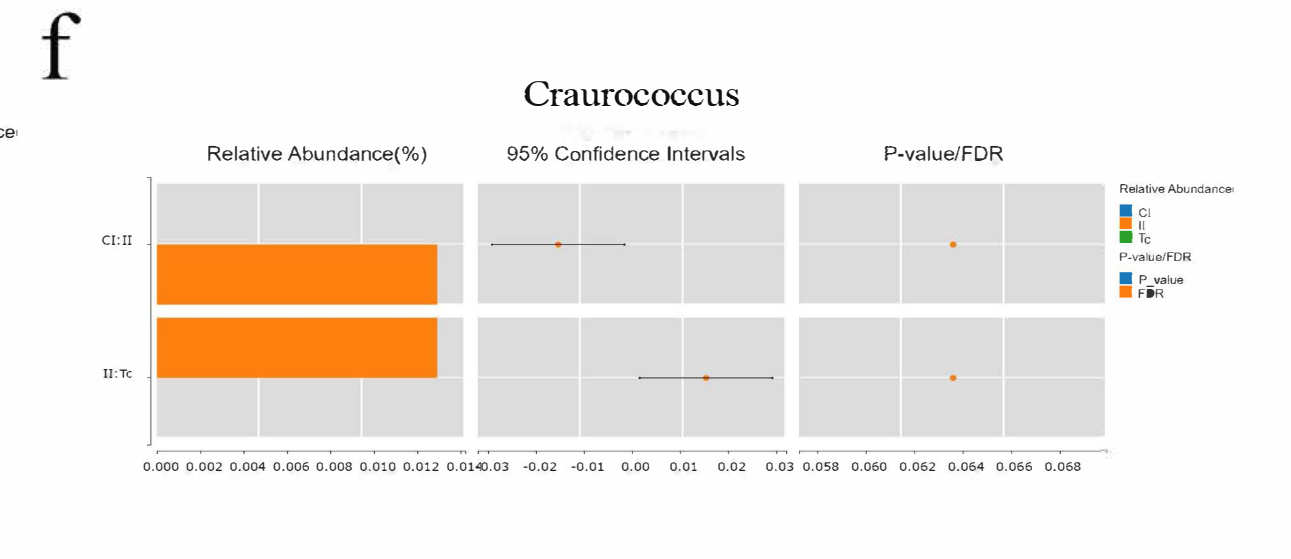 f
Craurococcus
Relative Abundance(%) 95% Confidence Intervals P-value/FDR
Relative Abundance
CI
II
Tc
P-value/FDR
P_value
FDR
CI:II
II:Tc
0.000 0.002 0.004 0.006 0.008 0.010 0.012 0.014 -0.03 -0.02 -0.01 0.00 0.01 0.02 0.03 0.058 0.060 0.062 0.064 0.066 0.068